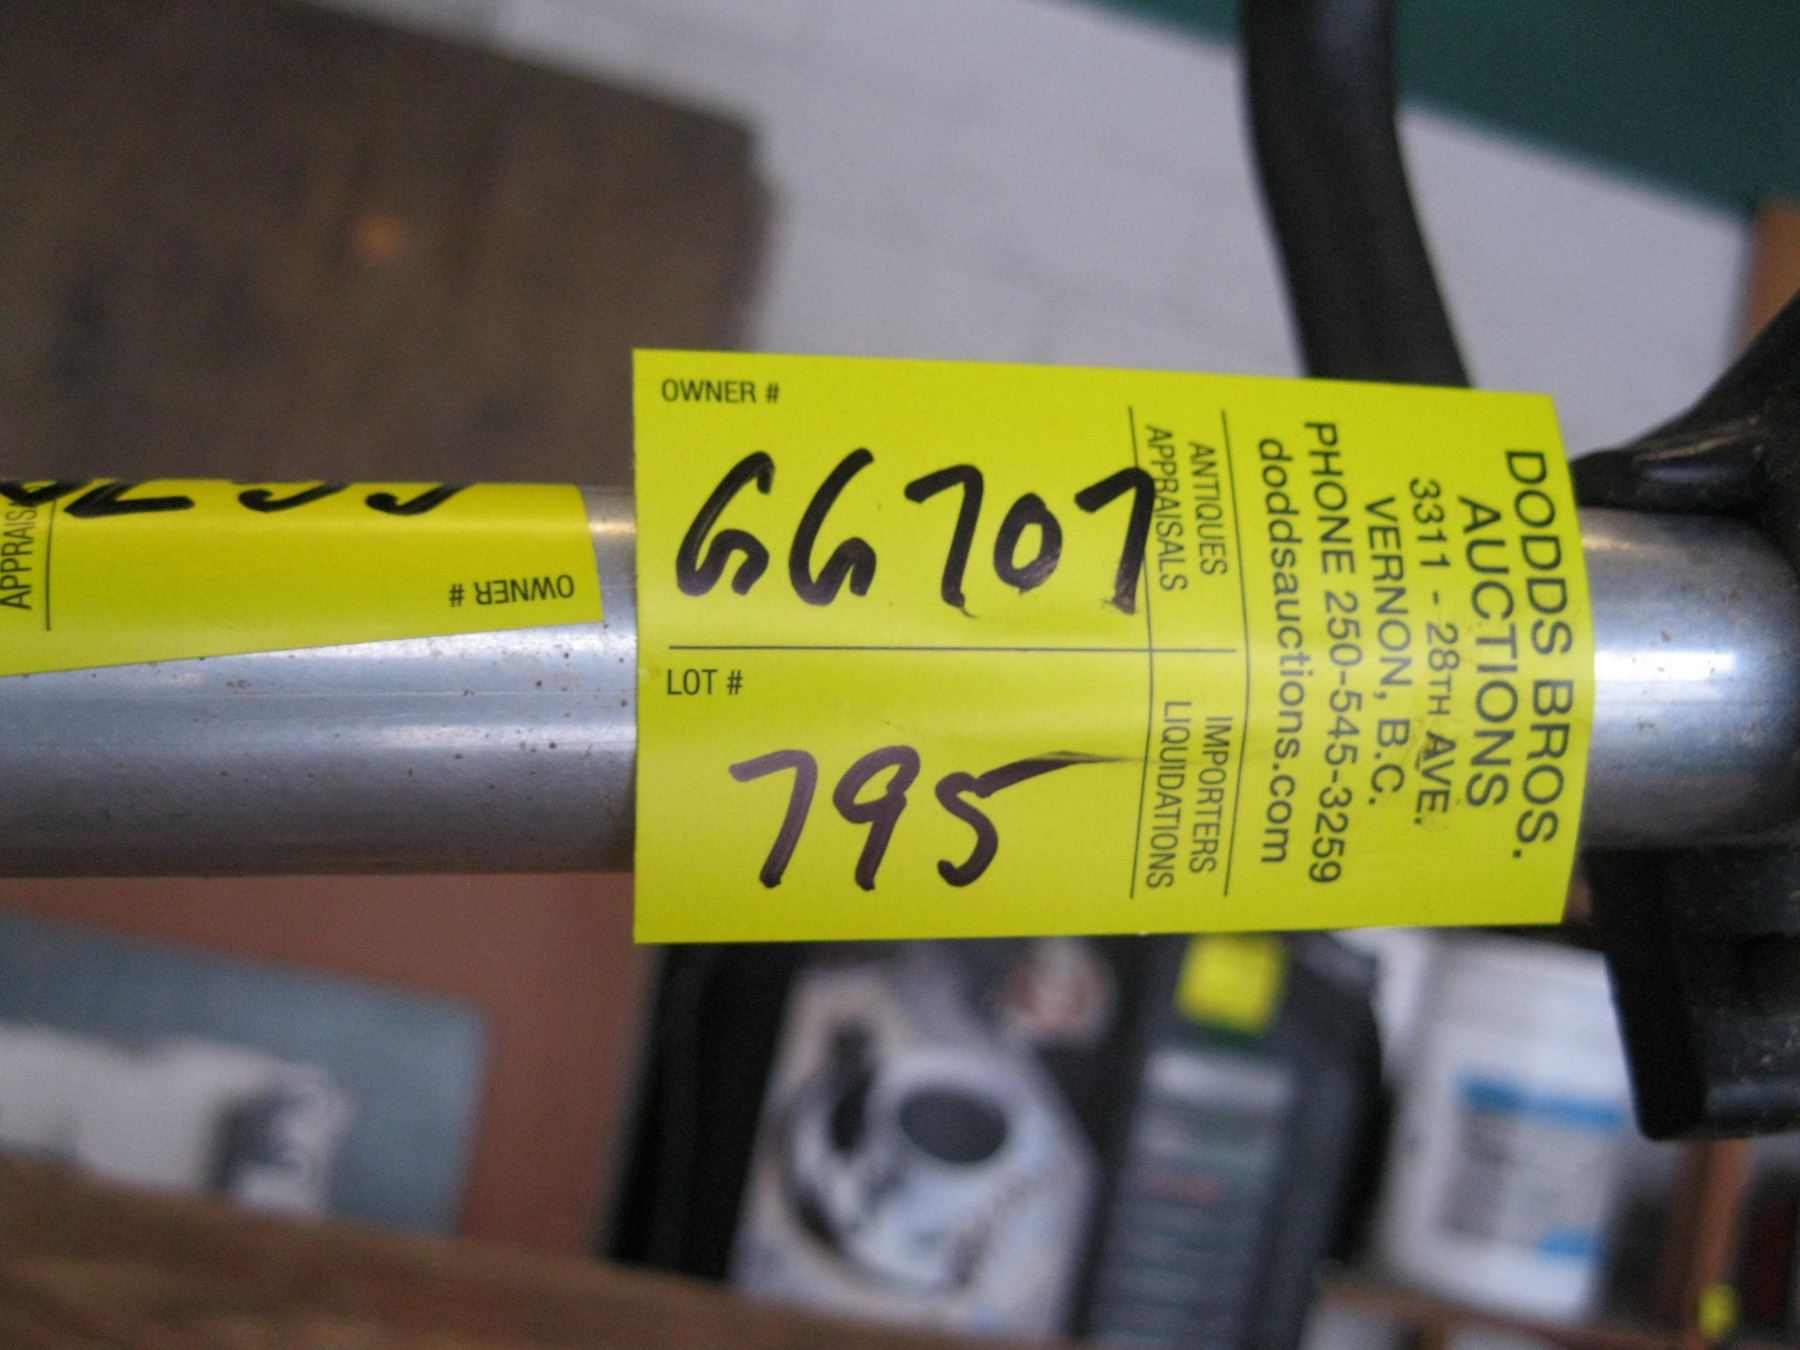 OWNER #
66707
LOT #
795
ANTIQUES
APPRAISALS
IMPORTERS
LIQUIDATIONS
DODDS BROS.
AUCTIONS
3311 - 28TH AVE.
VERNON, B.C.
PHONE 250-545-3259
doddsauctions.com
OWNER #